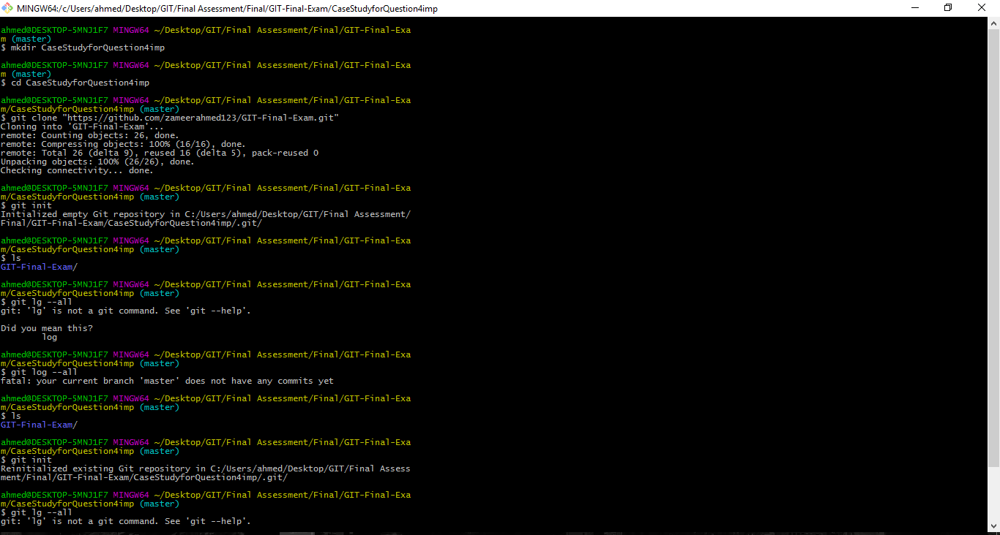 MINGW64:/c/Users/ahmed/Desktop/GIT/Final Assessment/Final/GIT-Final-Exam/CaseStudyforQuestion4imp
ahmed@DESKTOP-5MNJ1F7 MINGW64 ~/Desktop/GIT/Final Assessment/Final/GIT-Final-Exa
m (master)
$ mkdir CaseStudyforQuestion4imp
ahmed@DESKTOP-5MNJ1F7 MINGW64 ~/Desktop/GIT/Final Assessment/Final/GIT-Final-Exa
m (master)
$ cd CaseStudyforQuestion4imp
ahmed@DESKTOP-5MNJ1F7 MINGW64 ~/Desktop/GIT/Final Assessment/Final/GIT-Final-Exa
m/CaseStudyforQuestion4imp (master)
$ git clone "https://github.com/zameerahmed123/GIT-Final-Exam.git"
Cloning into 'GIT-Final-Exam'...
remote: Counting objects: 26, done.
remote: Compressing objects: 100% (16/16), done.
remote: Total 26 (delta 9), reused 16 (delta 5), pack-reused 0
Unpacking objects: 100% (26/26), done.
Checking connectivity... done.
ahmed@DESKTOP-5MNJ1F7 MINGW64 ~/Desktop/GIT/Final Assessment/Final/GIT-Final-Exa
m/CaseStudyforQuestion4imp (master)
$ git init
Initialized empty Git repository in C:/Users/ahmed/Desktop/GIT/Final Assessment/
Final/GIT-Final-Exam/CaseStudyforQuestion4imp/.git/
ahmed@DESKTOP-5MNJ1F7 MINGW64 ~/Desktop/GIT/Final Assessment/Final/GIT-Final-Exa
m/CaseStudyforQuestion4imp (master)
$ ls
GIT-Final-Exam/
ahmed@DESKTOP-5MNJ1F7 MINGW64 ~/Desktop/GIT/Final Assessment/Final/GIT-Final-Exa
m/CaseStudyforQuestion4imp (master)
$ git lg --all
git: 'lg' is not a git command. See 'git --help'.
Did you mean this?
log
ahmed@DESKTOP-5MNJ1F7 MINGW64 ~/Desktop/GIT/Final Assessment/Final/GIT-Final-Exa
m/CaseStudyforQuestion4imp (master)
$ git log --all
fatal: your current branch 'master' does not have any commits yet
ahmed@DESKTOP-5MNJ1F7 MINGW64 ~/Desktop/GIT/Final Assessment/Final/GIT-Final-Exa
m/CaseStudyforQuestion4imp (master)
$ ls
GIT-Final-Exam/
ahmed@DESKTOP-5MNJ1F7 MINGW64 ~/Desktop/GIT/Final Assessment/Final/GIT-Final-Exa
m/CaseStudyforQuestion4imp (master)
$ git init
Reinitialized existing Git repository in C:/Users/ahmed/Desktop/GIT/Final Assess
ment/Final/GIT-Final-Exam/CaseStudyforQuestion4imp/.git/
ahmed@DESKTOP-5MNJ1F7 MINGW64 ~/Desktop/GIT/Final Assessment/Final/GIT-Final-Exa
m/CaseStudyforQuestion4imp (master)
$ git lg --all
git: 'lg' is not a git command. See 'git --help'.